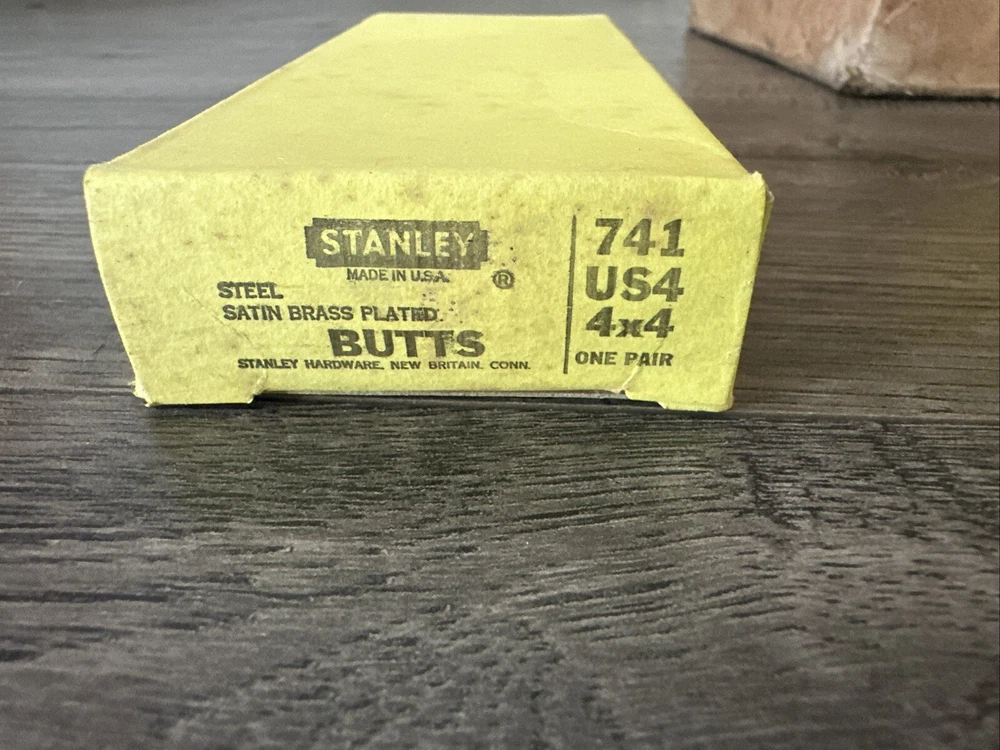 STANLEY
MADE IN U.S.A.
®
STEEL
SATIN BRASS PLATED.
BUTTS
STANLEY HARDWARE, NEW BRITAIN, CONN.
741
US4
4x4
ONE PAIR